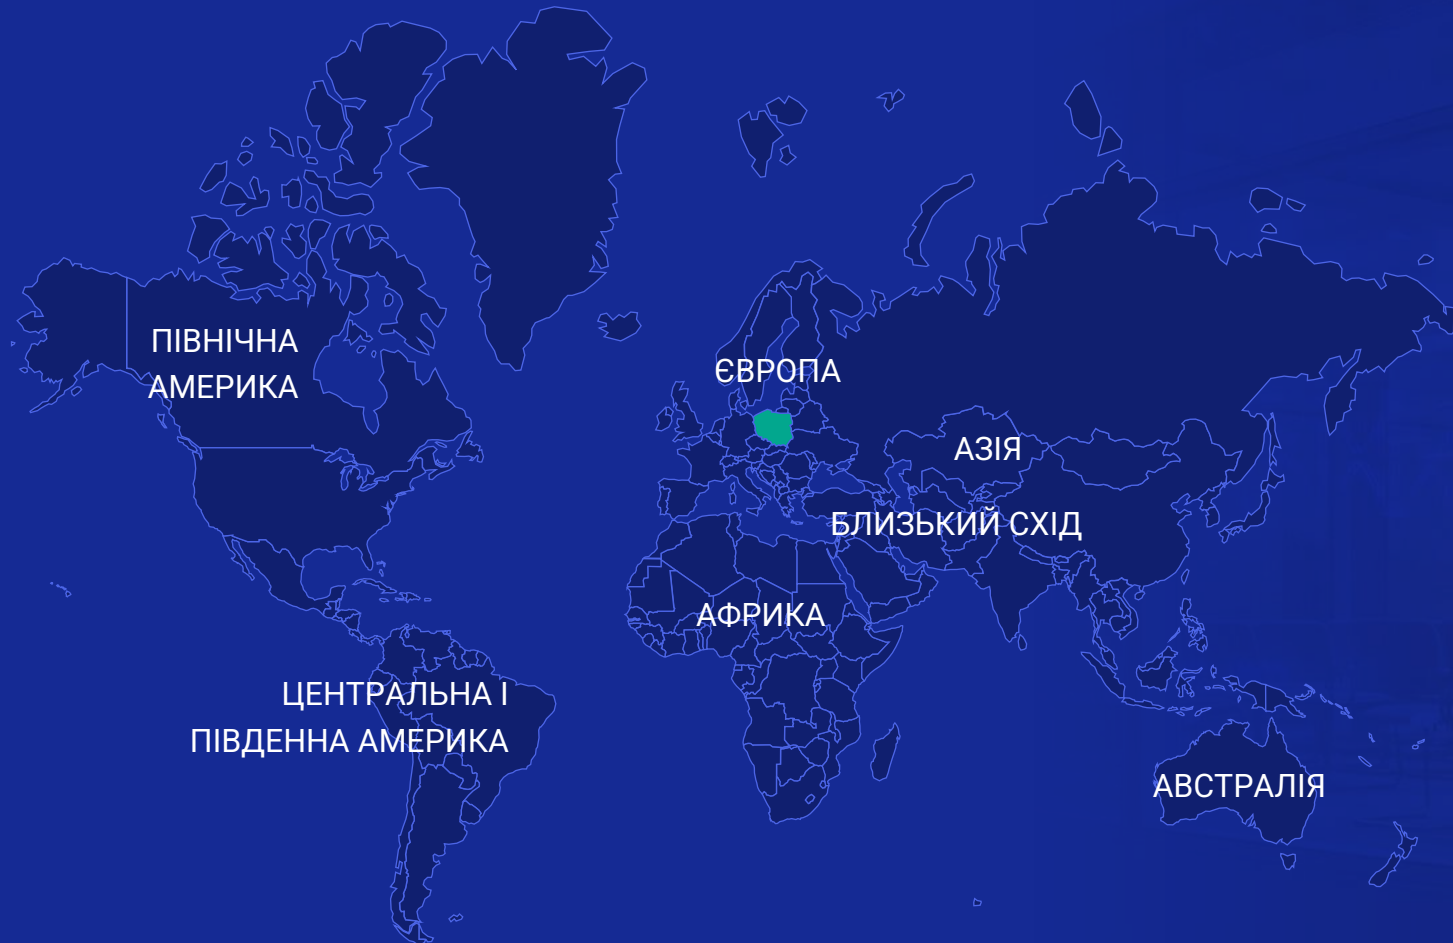 ПІВНІЧНА
АМЕРИКА
ЄВРОПА
АЗІЯ
БЛИЗЬКИЙ СХІД
АФРИКА
ЦЕНТРАЛЬНА І
ПІВДЕННА АМЕРИКА
АВСТРАЛІЯ